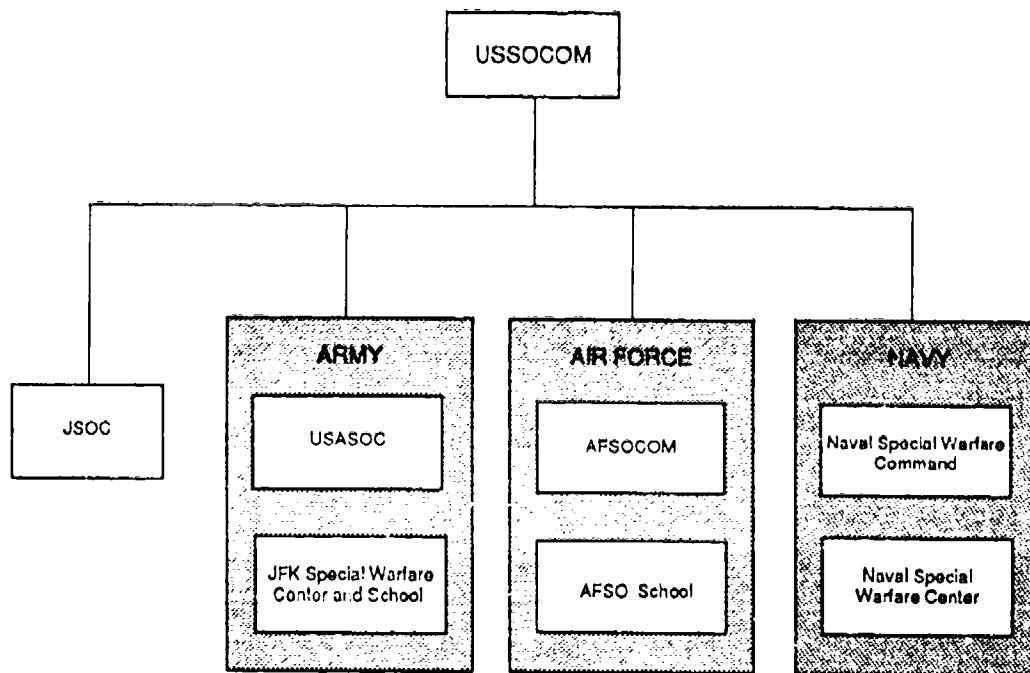 USSOCOM
JSOC
ARMY
USASOC
JFK Special Warfare
Center and School
AIR FORCE
AFSOCOM
AFSO School
NAVY
Naval Special Warfare
Command
Naval Special
Warfare Center